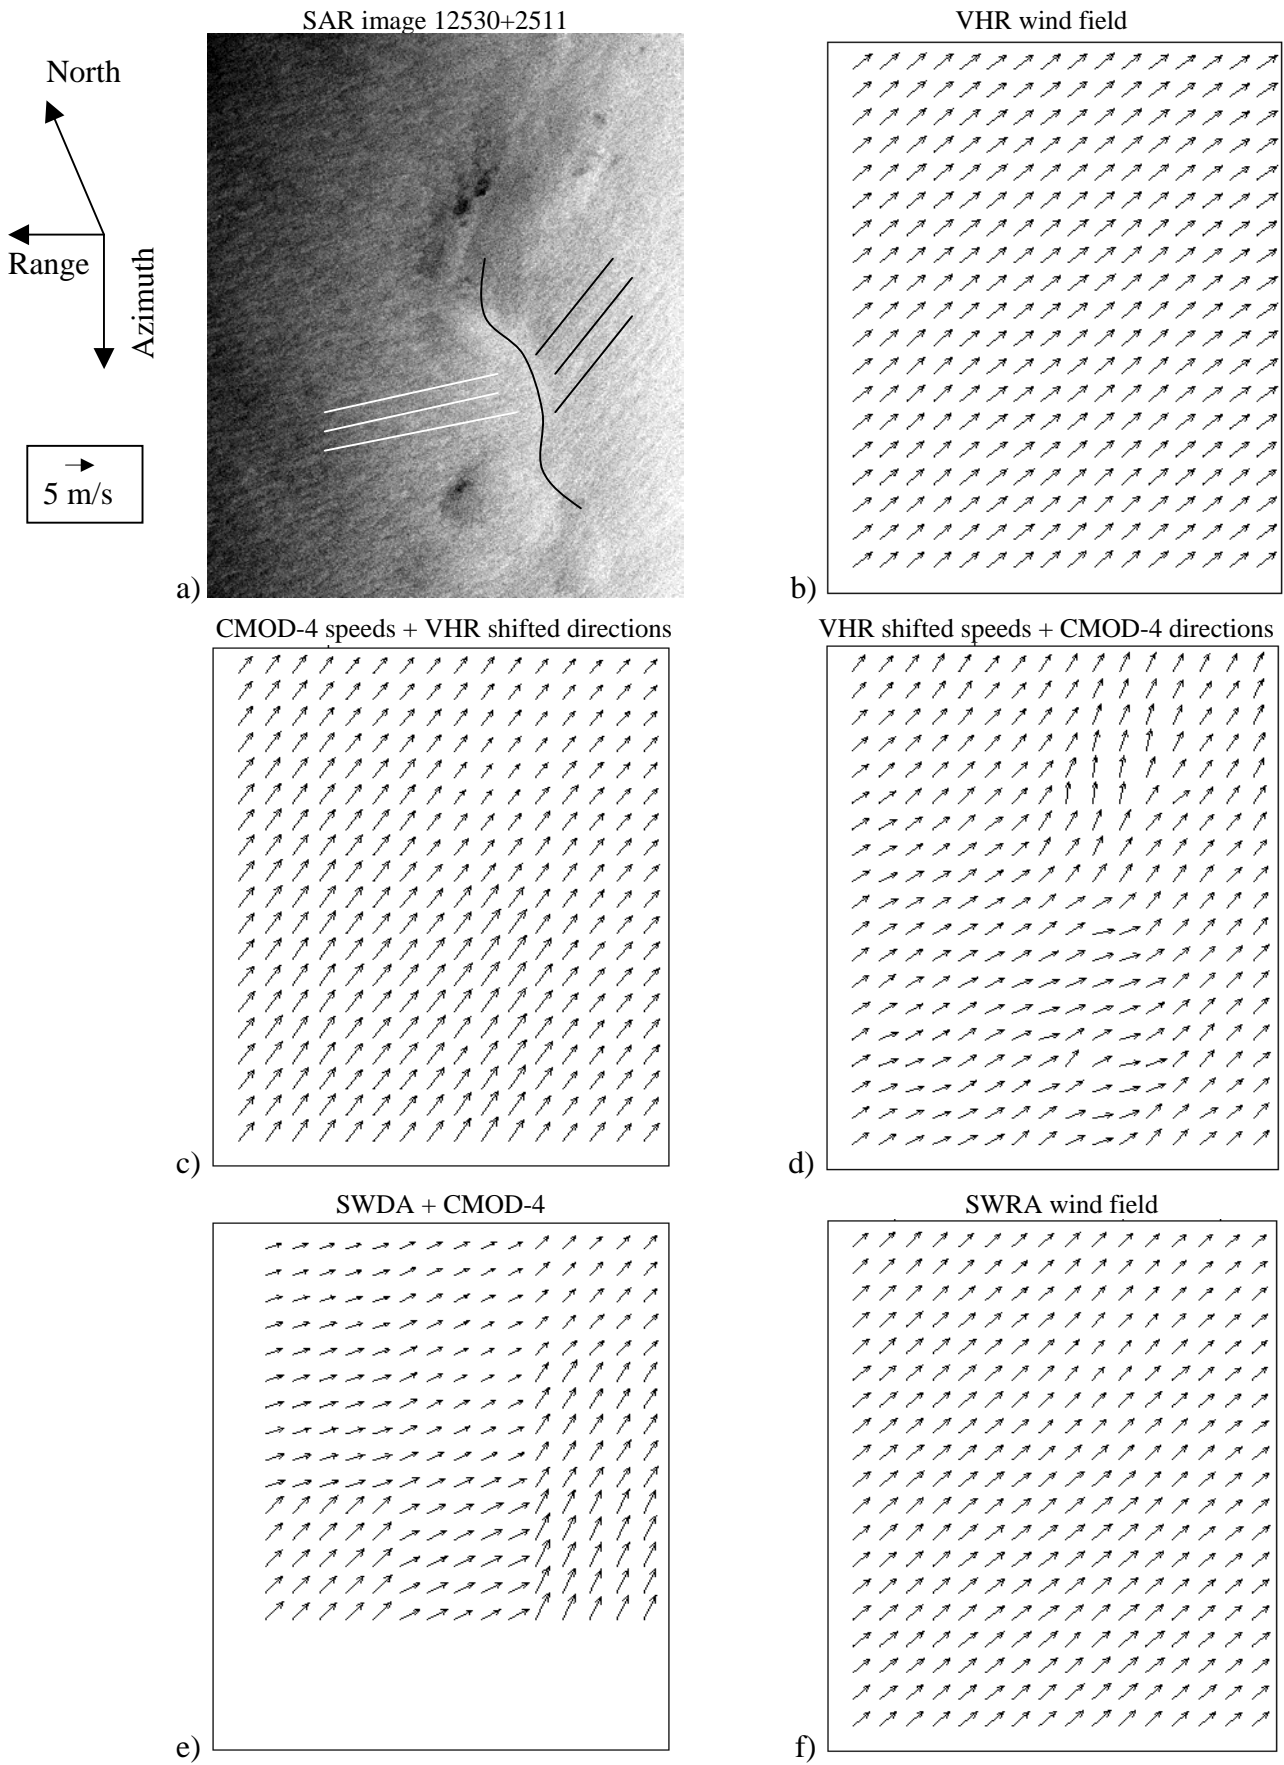 SAR image 12530+2511
VHR wind field
North
Range
Azimuth
5 m/s
a)
b)
CMOD-4 speeds + VHR shifted directions
VHR shifted speeds + CMOD-4 directions
c)
d)
SWDA + CMOD-4
SWRA wind field
e)
f)